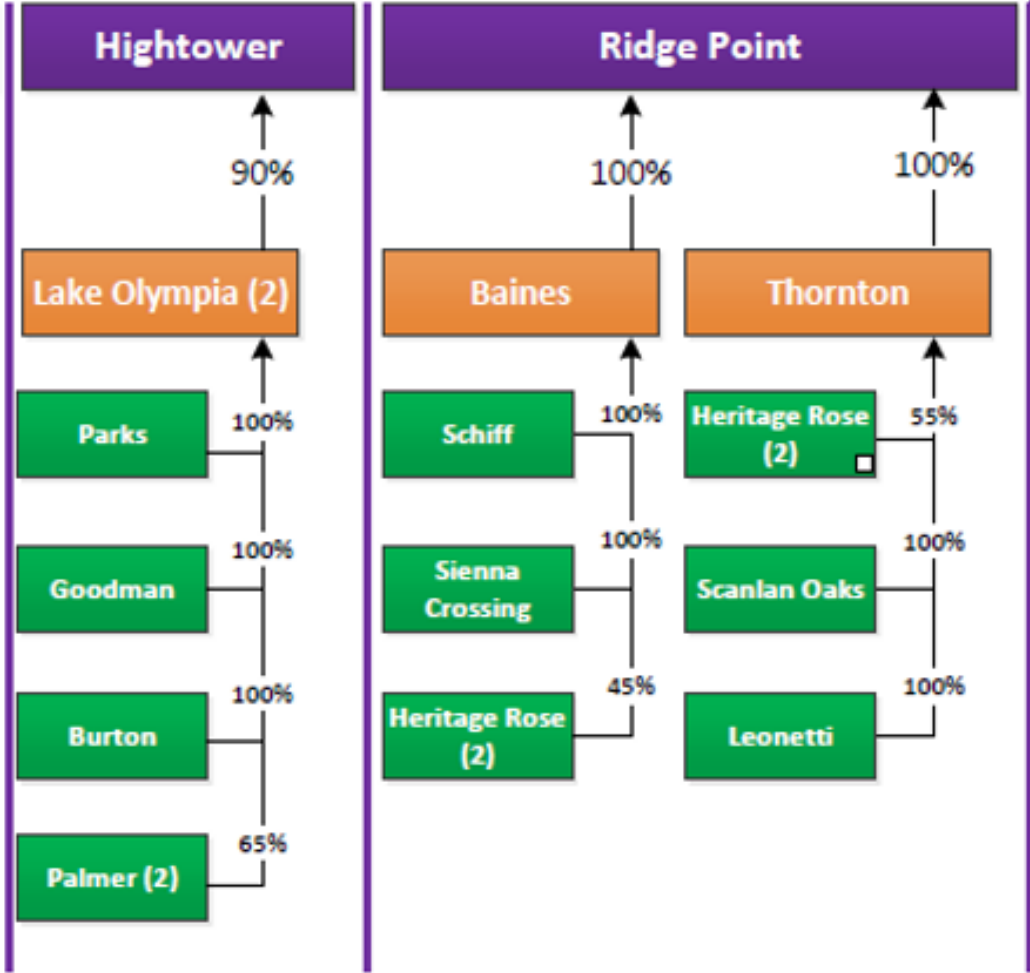 Hightower
90%
Lake Olympia (2)
Parks
100%
Goodman
100%
Burton
100%
Palmer (2)
65%
Ridge Point
100%
100%
Baines
Schiff
100%
Sienna
Crossing
100%
Heritage Rose
(2)
45%
Thornton
Heritage Rose
(2)
55%
Scanlan Oaks
100%
Leonetti
100%